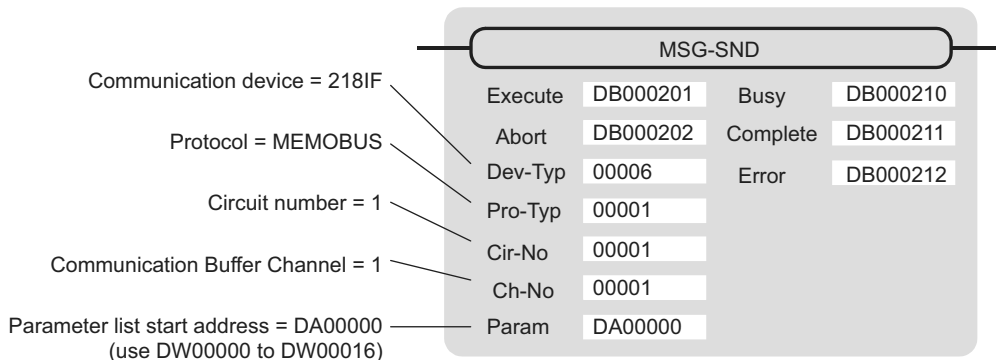 MSG-SND
Communication device = 218IF
Execute DB000201 Busy DB000210
Protocol = MEMOBUS
Abort DB000202 Complete DB000211
Dev-Typ 00006 Error DB000212
Circuit number = 1
Pro-Typ 00001
Cir-No 00001
Communication Buffer Channel = 1
Ch-No 00001
Parameter list start address = DA00000
Param DA00000
(use DW00000 to DW00016)